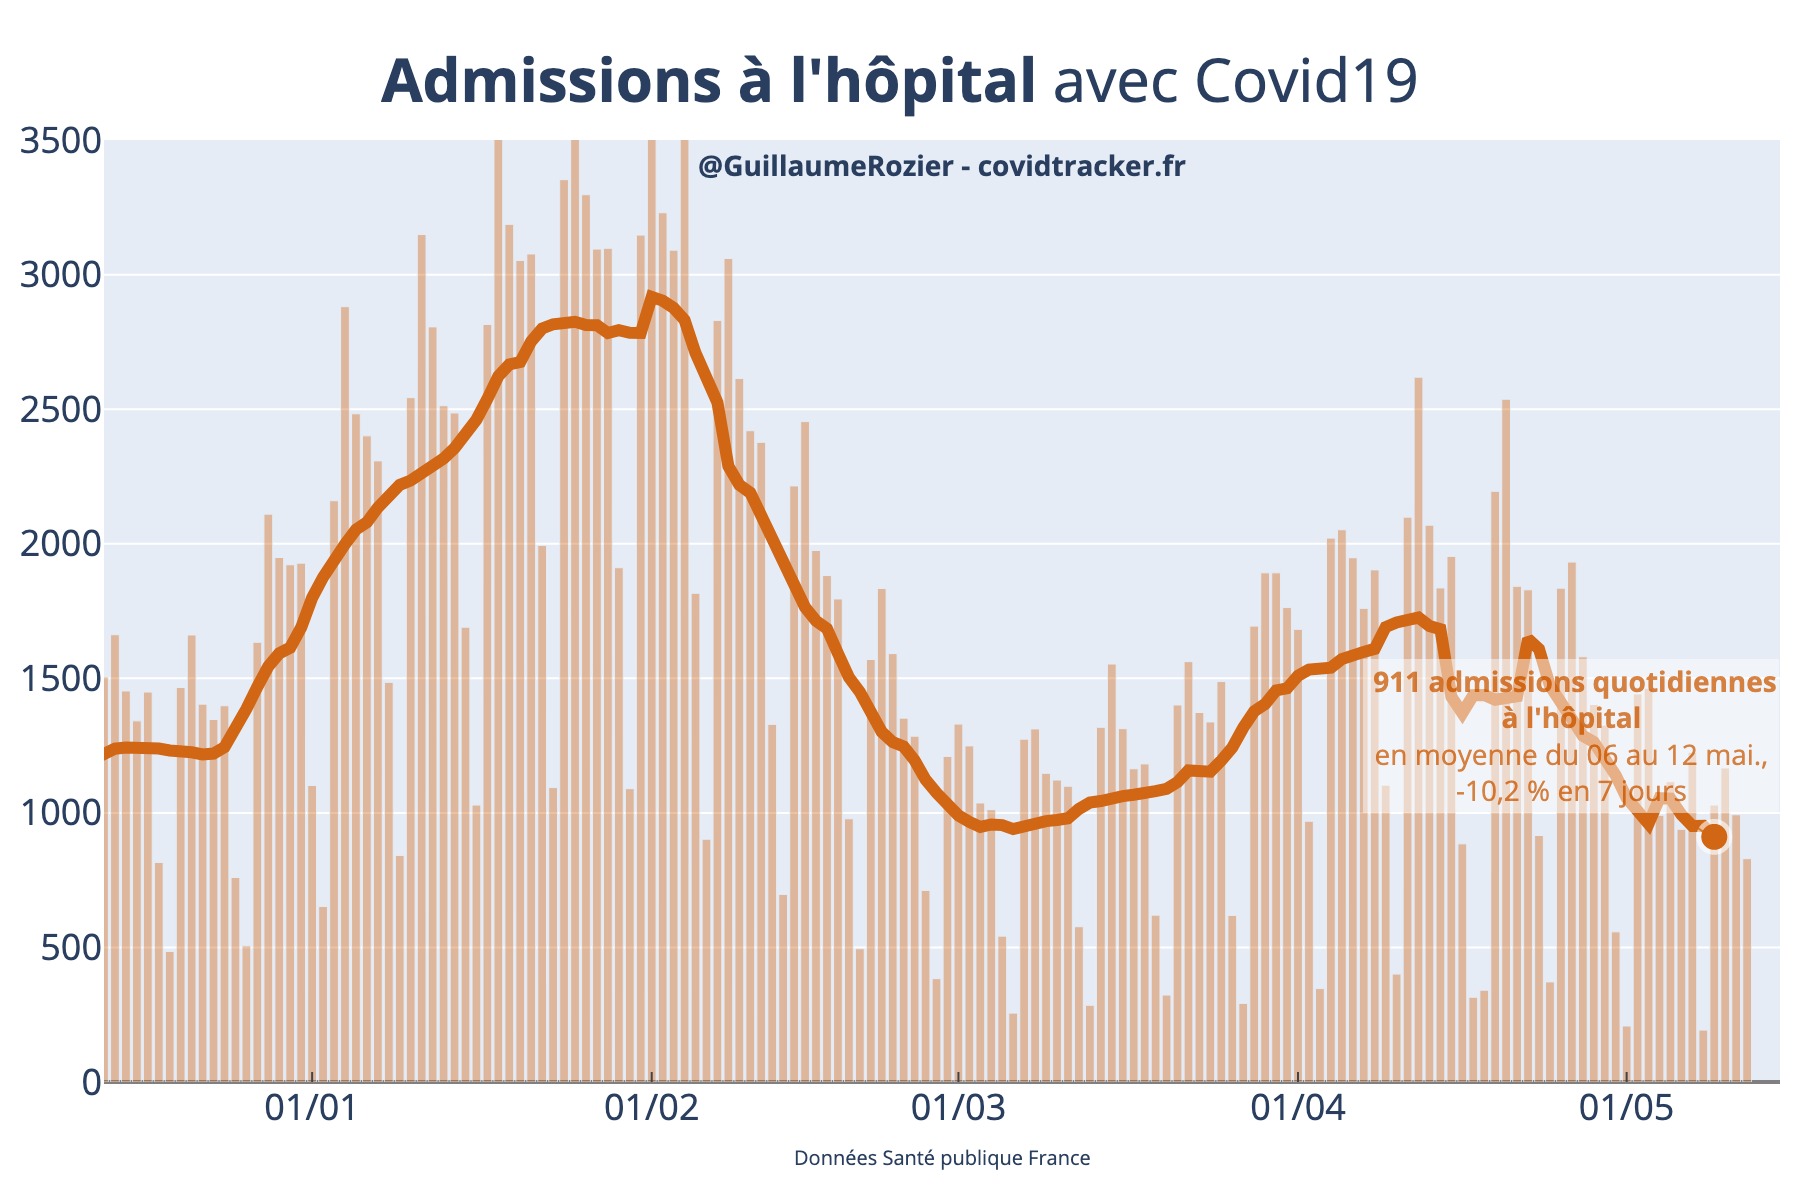 Admissions à l'hôpital avec Covid19
@GuillaumeRozier - covidtracker.fr
3500
3000
2500
2000
1500
1000
500
0
911 admissions quotidiennes
à l'hôpital
en moyenne du 06 au 12 mai.,
-10,2 % en 7 jours
01/01
01/02
01/03
01/04
01/05
Données Santé publique France